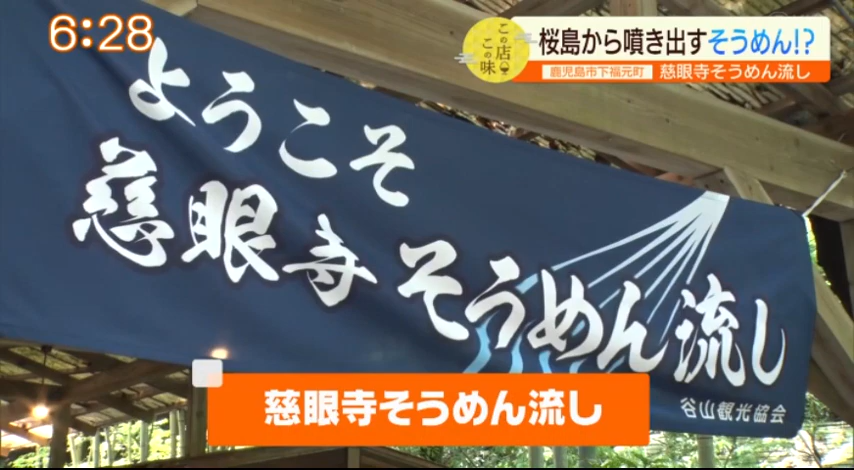 6:28
この店
この味
桜島から噴き出すそうめん!?
鹿児島市下福元町 慈眼寺そうめん流し
ようこそ
慈眼寺そうめん流し
谷山観光協会
慈眼寺そうめん流し